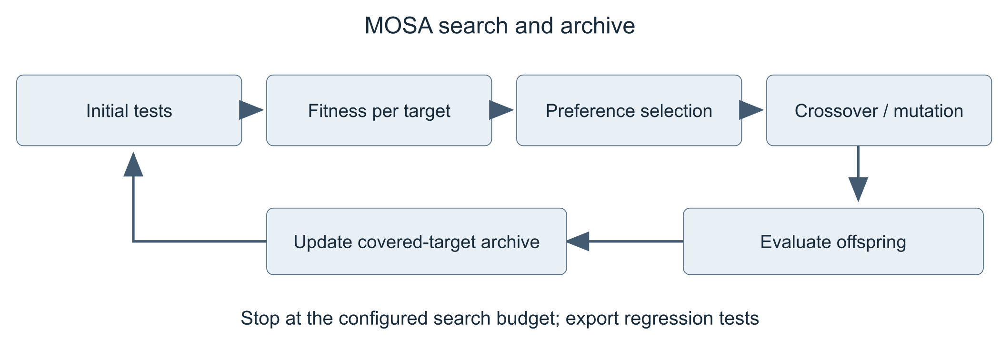 MOSA search and archive
Initial tests
Fitness per target
Preference selection
Crossover / mutation
Update covered-target archive
Evaluate offspring
Stop at the configured search budget; export regression tests